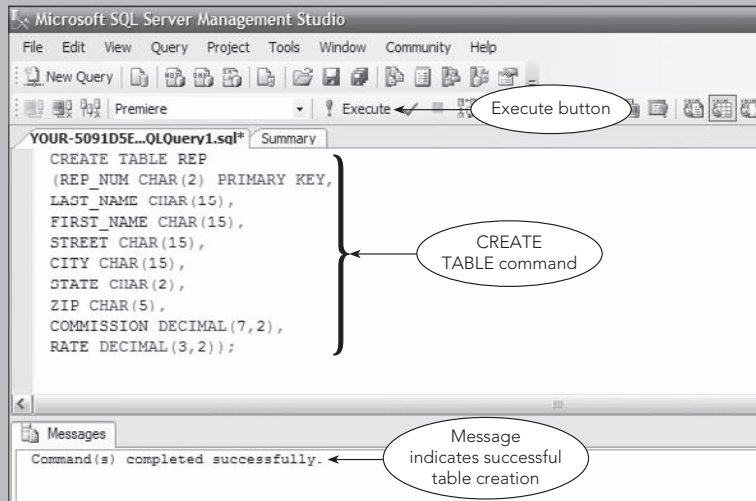 Microsoft SQL Server Management Studio
File Edit View Query Project Tools Window Community Help
New Query
Premiere Execute Execute button
YOUR-5091D5E...QLQuery1.sql* Summary
CREATE TABLE REP
(REP_NUM CHAR(2) PRIMARY KEY,
LAST_NAME CHAR(15),
FIRST_NAME CHAR(15),
STREET CHAR(15),
CITY CHAR(15),
STATE CHAR(2),
ZIP CHAR(5),
COMMISSION DECIMAL(7,2),
RATE DECIMAL(3,2));
CREATE
TABLE command
Messages
Command(s) completed successfully.
Message
indicates successful
table creation